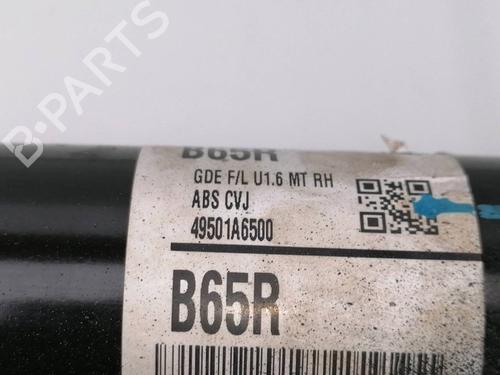 B-PARTS
B65R
GDE F/L U1.6 MT RH
ABS CVJ
49501A6500
B65R